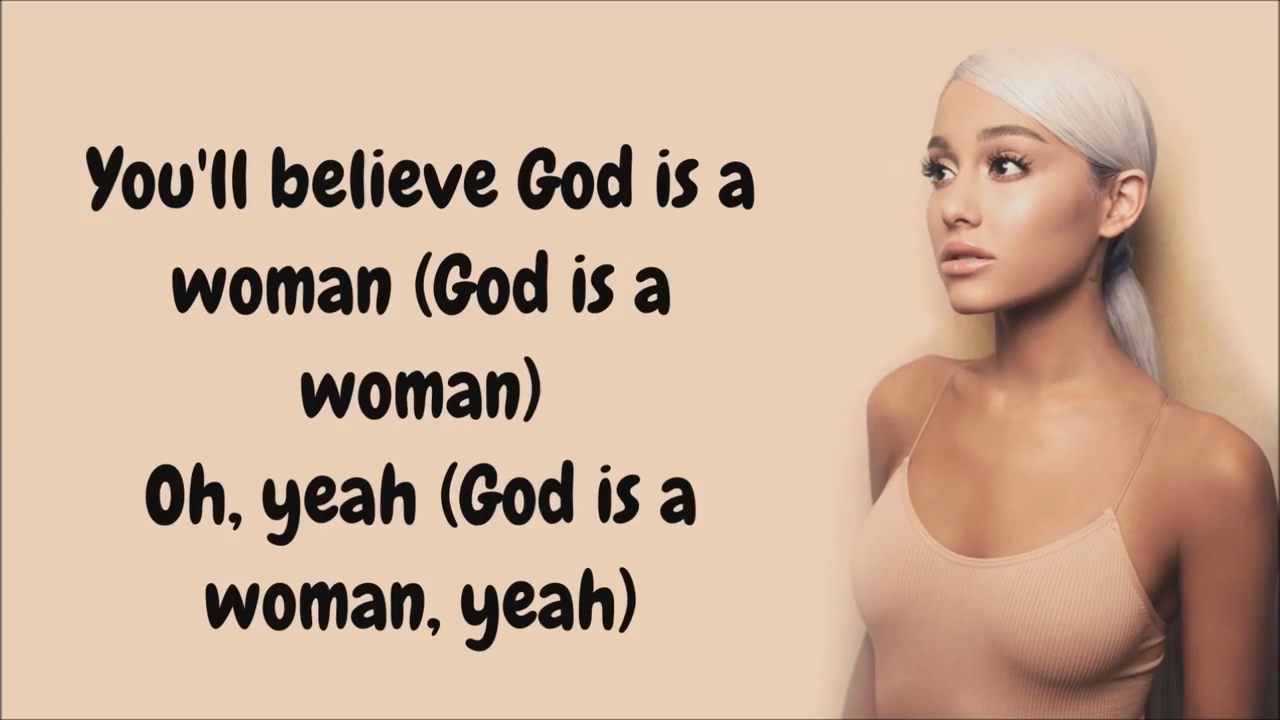 You'll believe God is a
woman (God is a
woman)
Oh, yeah (God is a
woman, yeah)